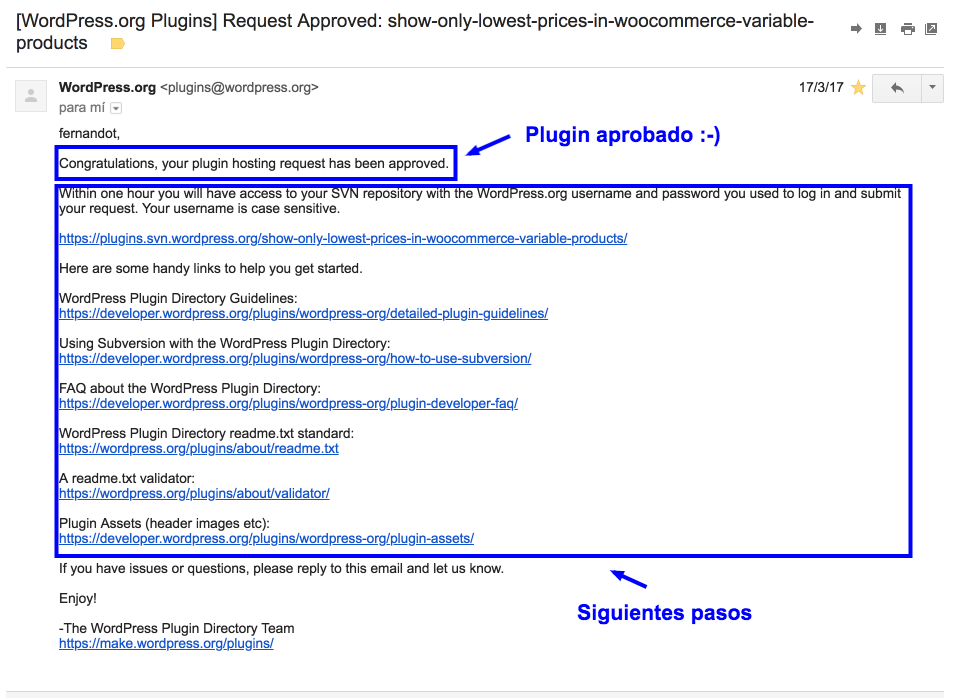 [WordPress.org Plugins] Request Approved: show-only-lowest-prices-in-woocommerce-variable-
products
WordPress.org <plugins@wordpress.org>
17/3/17
para mí
fernandot,
Plugin aprobado :-)
Congratulations, your plugin hosting request has been approved.
Within one hour you will have access to your SVN repository with the WordPress.org username and password you used to log in and submit
your request. Your username is case sensitive.
https://plugins.svn.wordpress.org/show-only-lowest-prices-in-woocommerce-variable-products/
Here are some handy links to help you get started.
WordPress Plugin Directory Guidelines:
https://developer.wordpress.org/plugins/wordpress-org/detailed-plugin-guidelines/
Using Subversion with the WordPress Plugin Directory:
https://developer.wordpress.org/plugins/wordpress-org/how-to-use-subversion/
FAQ about the WordPress Plugin Directory:
https://developer.wordpress.org/plugins/wordpress-org/plugin-developer-faq/
WordPress Plugin Directory readme.txt standard:
https://wordpress.org/plugins/about/readme.txt
A readme.txt validator:
https://wordpress.org/plugins/about/validator/
Plugin Assets (header images etc):
https://developer.wordpress.org/plugins/wordpress-org/plugin-assets/
If you have issues or questions, please reply to this email and let us know.
Siguientes pasos
Enjoy!
-The WordPress Plugin Directory Team
https://make.wordpress.org/plugins/